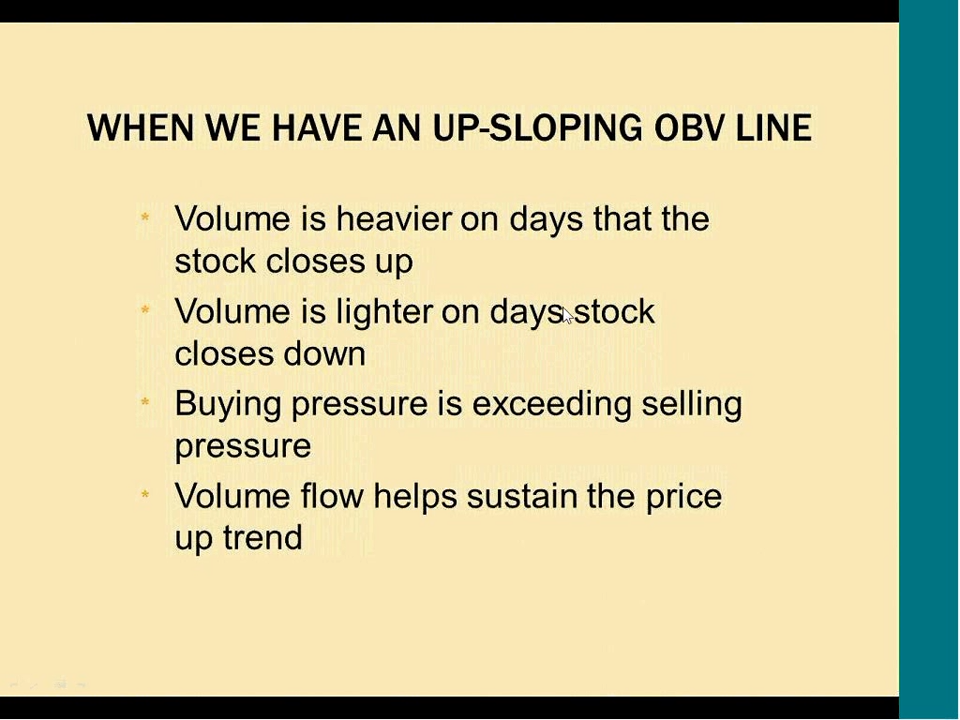 WHEN WE HAVE AN UP-SLOPING OBV LINE
* Volume is heavier on days that the
stock closes up
* Volume is lighter on days stock
closes down
* Buying pressure is exceeding selling
pressure
* Volume flow helps sustain the price
up trend